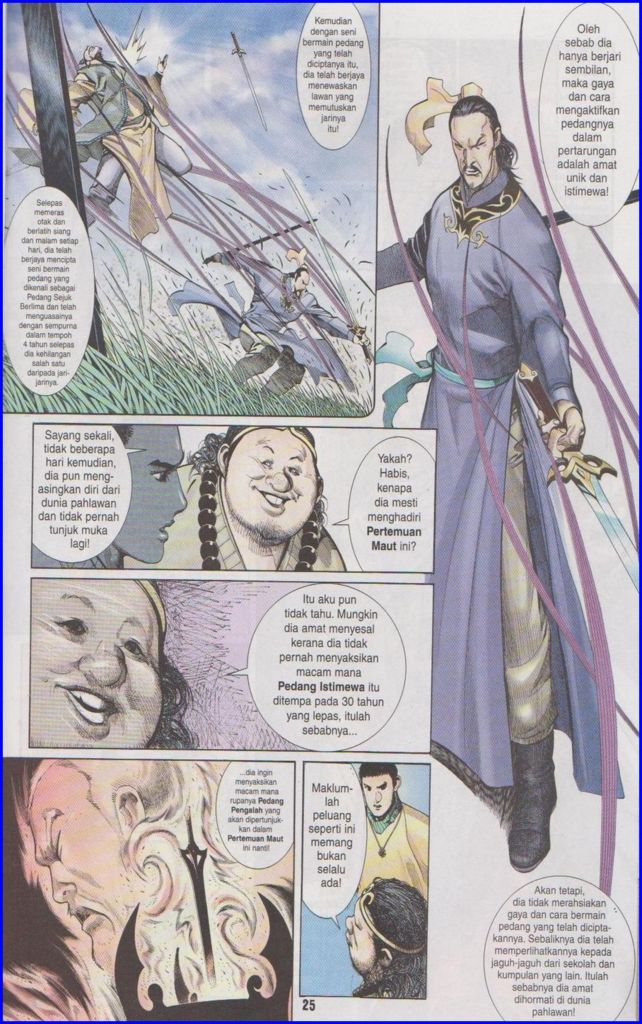 Selepas
memeras
otak dan
berlatih siang
dan malam setiap
hari, dia telah
berjaya mencipta
seni bermain
pedang yang
dikenali sebagai
Pedang Sejuk
Berlima dan telah
menguasainya
dengan sempurna
dalam tempoh
4 tahun selepas
dia kehilangan
salah satu
daripada jari-
jarinya.
Kemudian
dengan seni
bermain pedang
yang telah
diciptanya itu,
dia telah berjaya
menewaskan
lawan yang
memutuskan
jarinya
itu!
Oleh
sebab dia
hanya berjari
sembilan,
maka gaya
dan cara
mengaktifkan
pedangnya
dalam
pertarungan
adalah amat
unik dan
istimewa!
Sayang sekali,
tidak beberapa
hari kemudian,
dia pun meng-
asingkan diri dari
dunia pahlawan
dan tidak pernah
tunjuk muka
lagi!
Yakah?
Habis,
kenapa
dia mesti
menghadiri
Pertemuan
Maut ini?
Itu aku pun
tidak tahu. Mungkin
dia amat menyesal
kerana dia tidak
pernah menyaksikan
macam mana
Pedang Istimewa itu
ditempa pada 30 tahun
yang lepas, itulah
sebabnya...
...dia ingin
menyaksikan
macam mana
rupanya Pedang
Pengalah yang
akan dipertunjuk-
kan dalam
Pertemuan Maut
ini nanti!
Maklum-
lah
peluang
seperti ini
memang
bukan
selalu
ada!
Akan tetapi,
dia tidak merahsiakan
gaya dan cara bermain
pedang yang telah dicipta-
kannya. Sebaliknya dia telah
memperlihatkannya kepada
jaguh-jaguh dari sekolah dan
kumpulan yang lain. Itulah
sebabnya dia amat
dihormati di dunia
pahlawan!
25